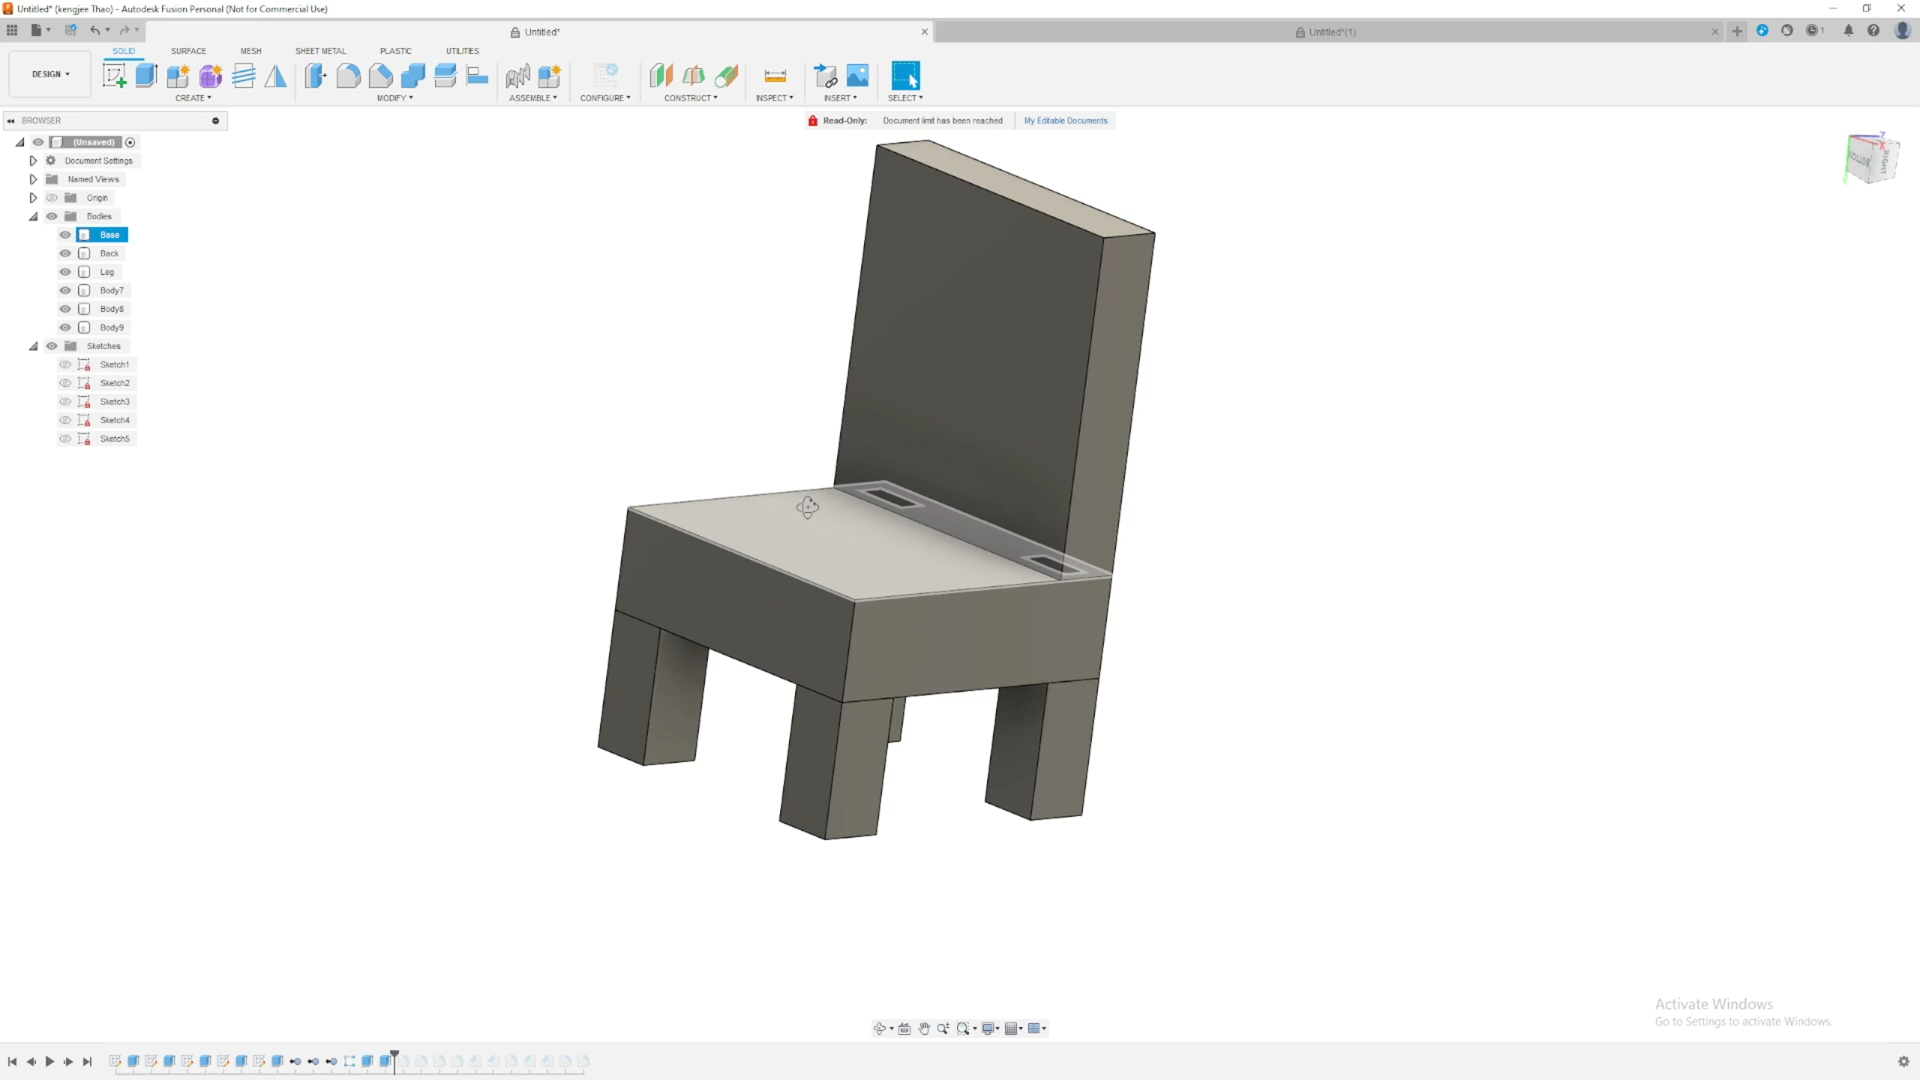 Untitled* (kengjee Thao) - Autodesk Fusion Personal (Not for Commercial Use)
Untitled*
Untitled*(1)
1
SOLID
SURFACE
MESH
SHEET METAL
PLASTIC
UTILITIES
DESIGN
CREATE
MODIFY
ASSEMBLE
CONFIGURE
CONSTRUCT
INSPECT
INSERT
SELECT
BROWSER
Read-Only: Document limit has been reached My Editable Documents
(Unsaved)
Document Settings
Named Views
Origin
Bodies
Base
Back
Leg
Body7
Body8
Body9
Sketches
Sketch1
Sketch2
Sketch3
Sketch4
Sketch5
Z
X
BOTTOM
RIGHT
Activate Windows
Go to Settings to activate Windows.